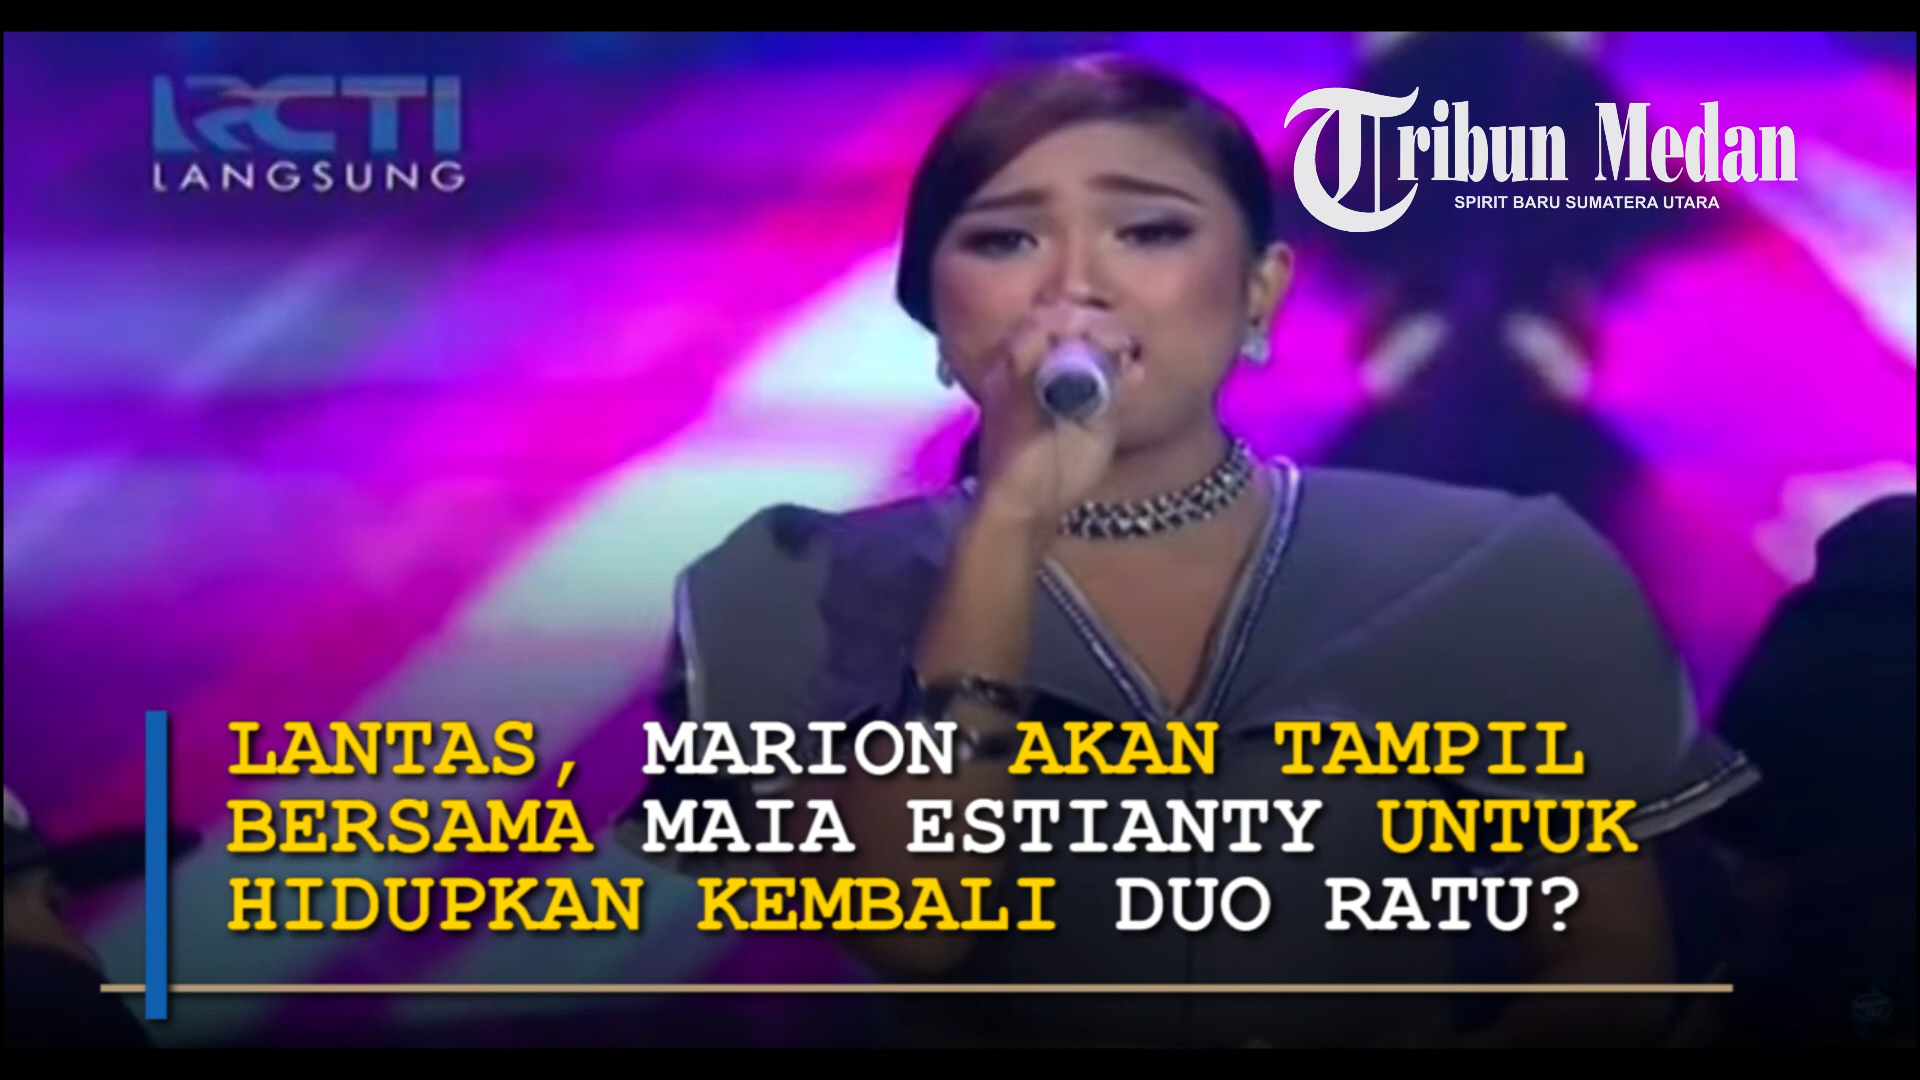 RCTI
LANGSUNG
Tribun Medan
SPIRIT BARU SUMATERA UTARA
LANTAS, MARION AKAN TAMPIL
BERSAMA MAIA ESTIANTY UNTUK
HIDUPKAN KEMBALI DUO RATU?